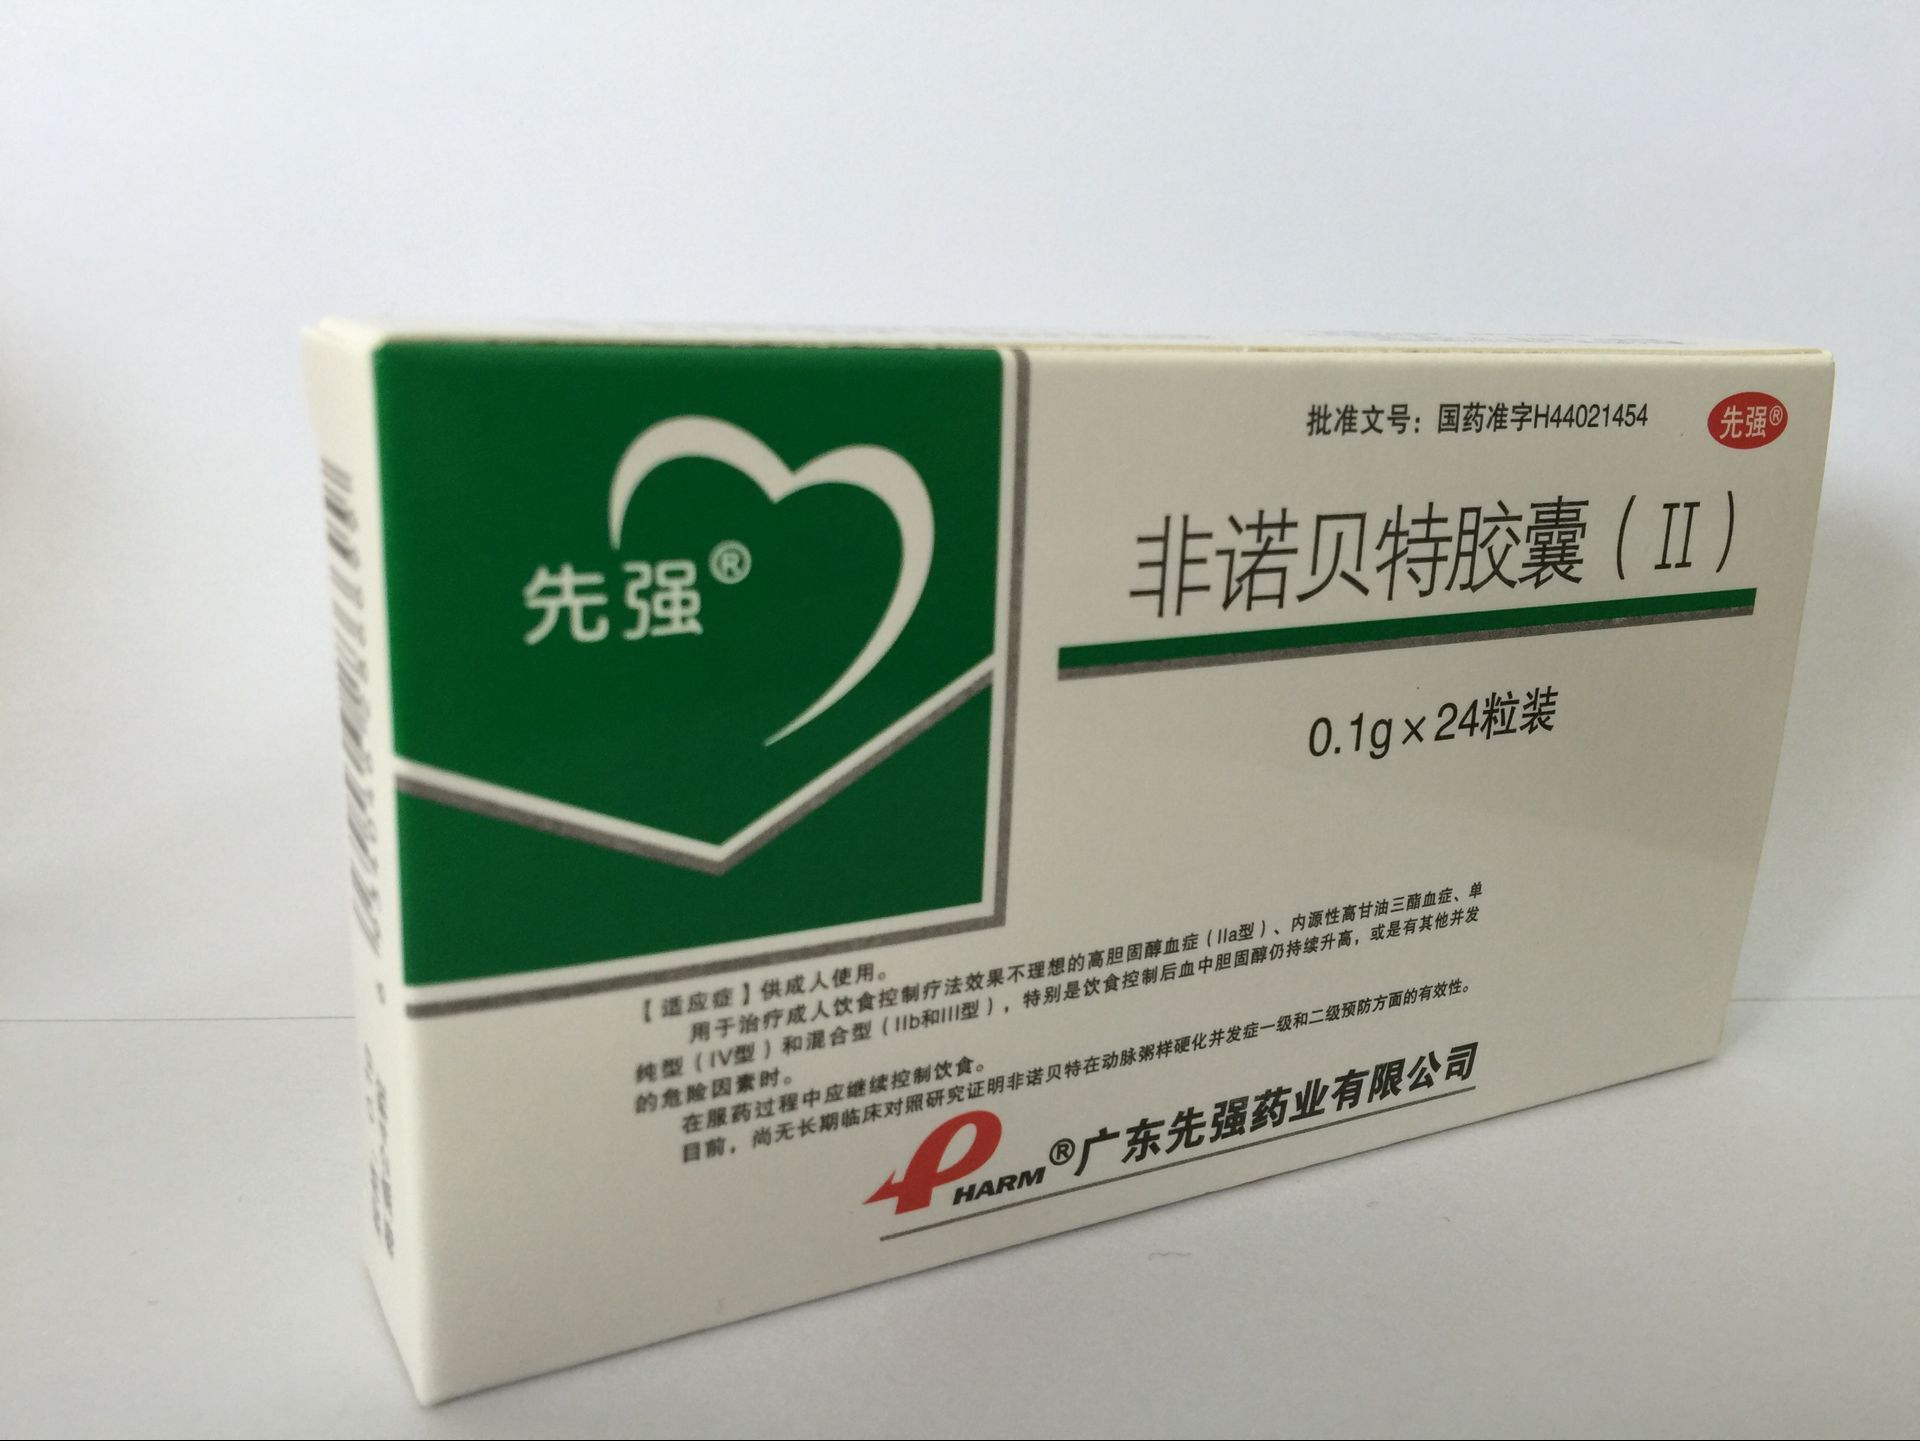 先强®
批准文号：国药准字H44021454
先强®
非诺贝特胶囊（II）
0.1g×24粒装
【适应症】供成人使用。
用于治疗成人饮食控制疗法效果不理想的高胆固醇血症（IIa型）、内源性高甘油三酯血症、单
纯型（IV型）和混合型（IIb和III型），特别是饮食控制后血中胆固醇仍持续升高，或是有其他并发
的危险因素时。
在服药过程中应继续控制饮食。
目前，尚无长期临床对照研究证明非诺贝特在动脉粥样硬化并发症一级和二级预防方面的有效性。
PHARM®广东先强药业有限公司